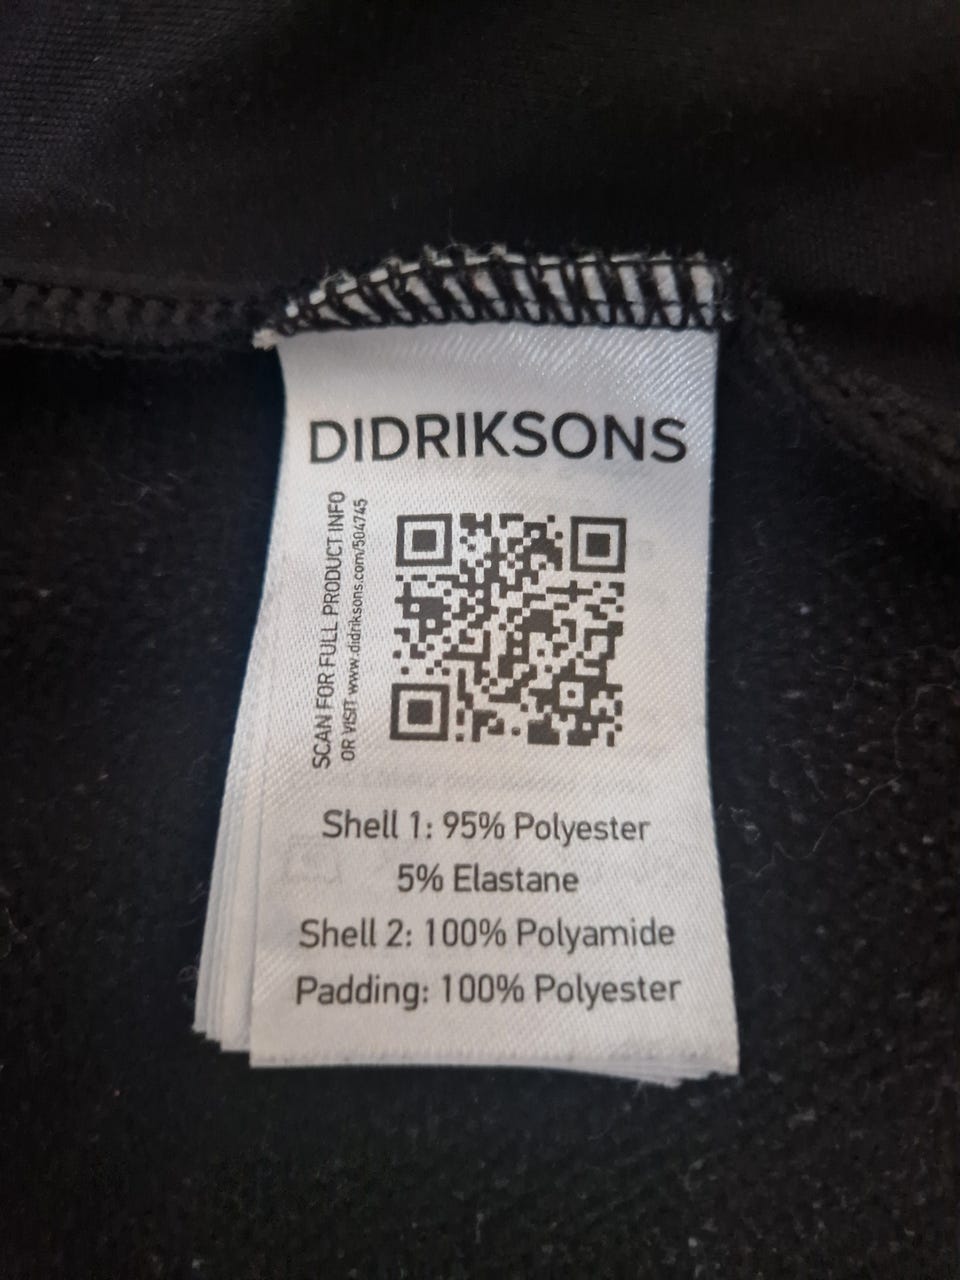 DIDRIKSONS
SCAN FOR FULL PRODUCT INFO
OR VISIT www.didriksons.com/504745
Shell 1: 95% Polyester
5% Elastane
Shell 2: 100% Polyamide
Padding: 100% Polyester